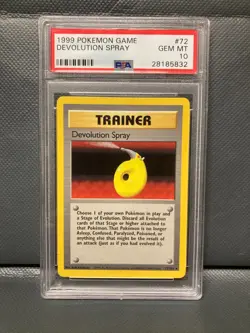 1999 POKEMON GAME #72
DEVOLUTION SPRAY GEM MT
10
PSA 28185832
TRAINER
Devolution Spray
Choose 1 of your own Pokémon in play and
a Stage of Evolution. Discard all Evolution
cards of that Stage or higher attached to
that Pokémon. That Pokémon is no longer
Asleep, Confused, Paralyzed, Poisoned, or
anything else that might be the result of
an attack (just as if you had evolved it).